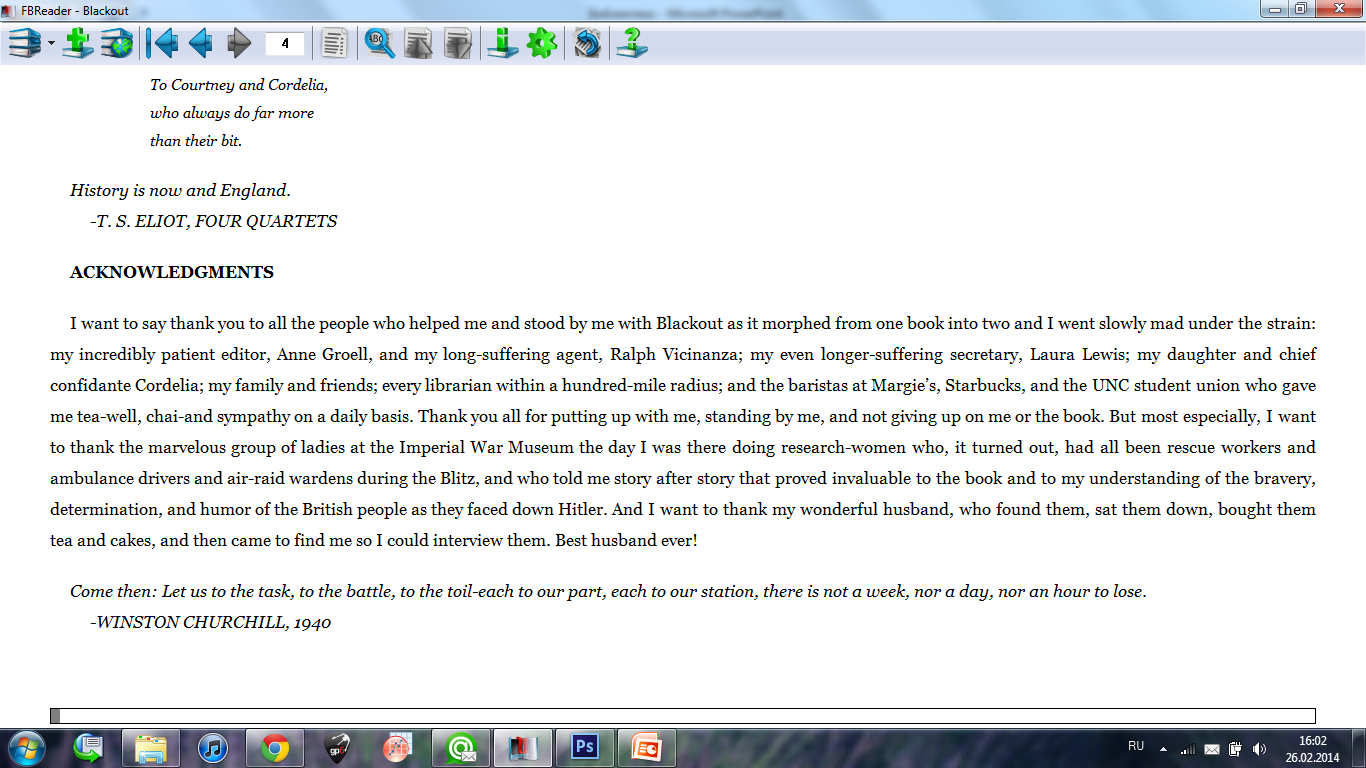 FBReader - Blackout
4
To Courtney and Cordelia,
who always do far more
than their bit.
History is now and England.
-T. S. ELIOT, FOUR QUARTETS
ACKNOWLEDGMENTS
I want to say thank you to all the people who helped me and stood by me with Blackout as it morphed from one book into two and I went slowly mad under the strain:
my incredibly patient editor, Anne Groell, and my long-suffering agent, Ralph Vicinanza; my even longer-suffering secretary, Laura Lewis; my daughter and chief
confidante Cordelia; my family and friends; every librarian within a hundred-mile radius; and the baristas at Margie’s, Starbucks, and the UNC student union who gave
me tea-well, chai-and sympathy on a daily basis. Thank you all for putting up with me, standing by me, and not giving up on me or the book. But most especially, I want
to thank the marvelous group of ladies at the Imperial War Museum the day I was there doing research-women who, it turned out, had all been rescue workers and
ambulance drivers and air-raid wardens during the Blitz, and who told me story after story that proved invaluable to the book and to my understanding of the bravery,
determination, and humor of the British people as they faced down Hitler. And I want to thank my wonderful husband, who found them, sat them down, bought them
tea and cakes, and then came to find me so I could interview them. Best husband ever!
Come then: Let us to the task, to the battle, to the toil-each to our part, each to our station, there is not a week, nor a day, nor an hour to lose.
-WINSTON CHURCHILL, 1940
Ps
RU
16:02
26.02.2014